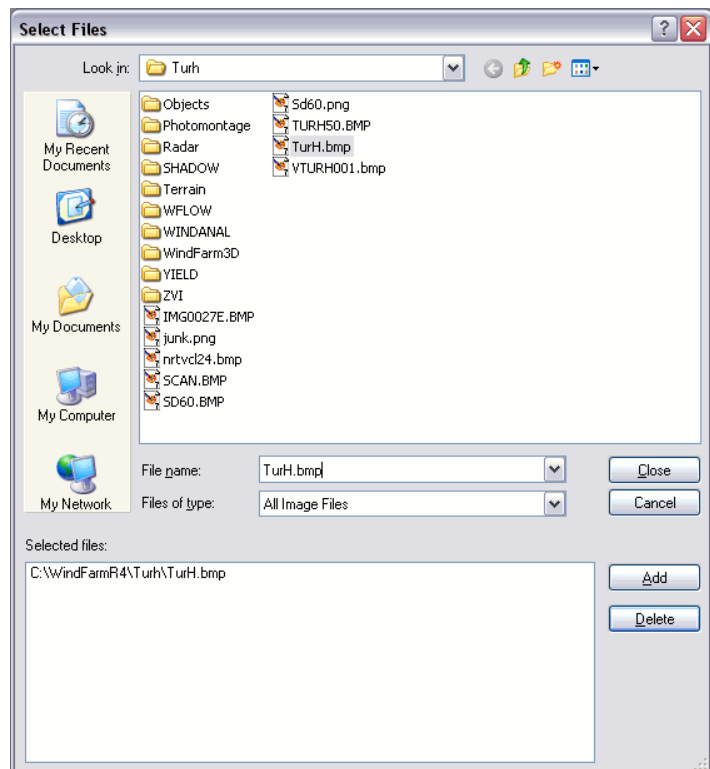 Select Files
Look in: Turh
My Recent Documents
Desktop
My Documents
My Computer
My Network
Objects
Photomontage
Radar
SHADOW
Terrain
WFLOW
WINDANAL
WindFarm3D
YIELD
ZVI
IMG0027E.BMP
junk.png
nrtvcl24.bmp
SCAN.BMP
SD60.BMP
Sd60.png
TURH50.BMP
TurH.bmp
VTURH001.bmp
File name: TurH.bmp
Close
Files of type: All Image Files
Cancel
Selected files:
C:\WindFarmR4\Turh\TurH.bmp
Add
Delete